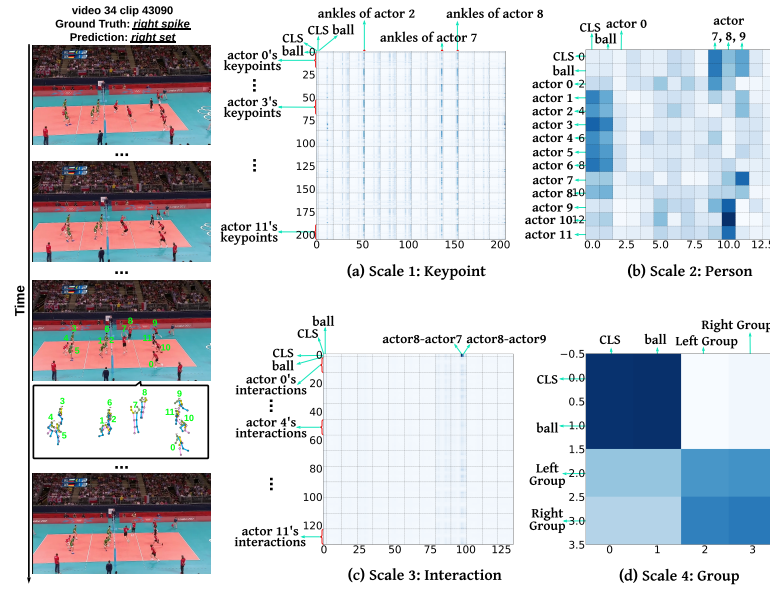 video 34 clip 43090
Ground Truth: right spike
Prediction: right set
Time
...
...
...
3
4
5
6
1
2
7
8
9
11
10
0
ankles of actor 2
ankles of actor 8
CLS ball
CLS
ball
ankles of actor 7
actor 0's
keypoints
actor 3's
keypoints
actor 11's
keypoints
0
25
50
75
100
125
150
175
200
0
50
100
150
200
(a) Scale 1: Keypoint
CLS
ball
actor 0
actor
7, 8, 9
CLS 0
ball
actor 0 2
actor 1
actor 2 4
actor 3
actor 4 6
actor 5
actor 6 8
actor 7
actor 8 10
actor 9
actor 10 12
actor 11
0.0
2.5
5.0
7.5
10.0
12.5
(b) Scale 2: Person
ball
CLS
actor8-actor7
actor8-actor9
CLS
ball
actor 0's
interactions
actor 4's
interactions
actor 11's
interactions
0
20
40
60
80
100
120
0
25
50
75
100
125
(c) Scale 3: Interaction
CLS
ball
Left Group
Right Group
CLS
ball
Left
Group
Right
Group
−0.5
0.0
0.5
1.0
1.5
2.0
2.5
3.0
3.5
0
1
2
3
(d) Scale 4: Group